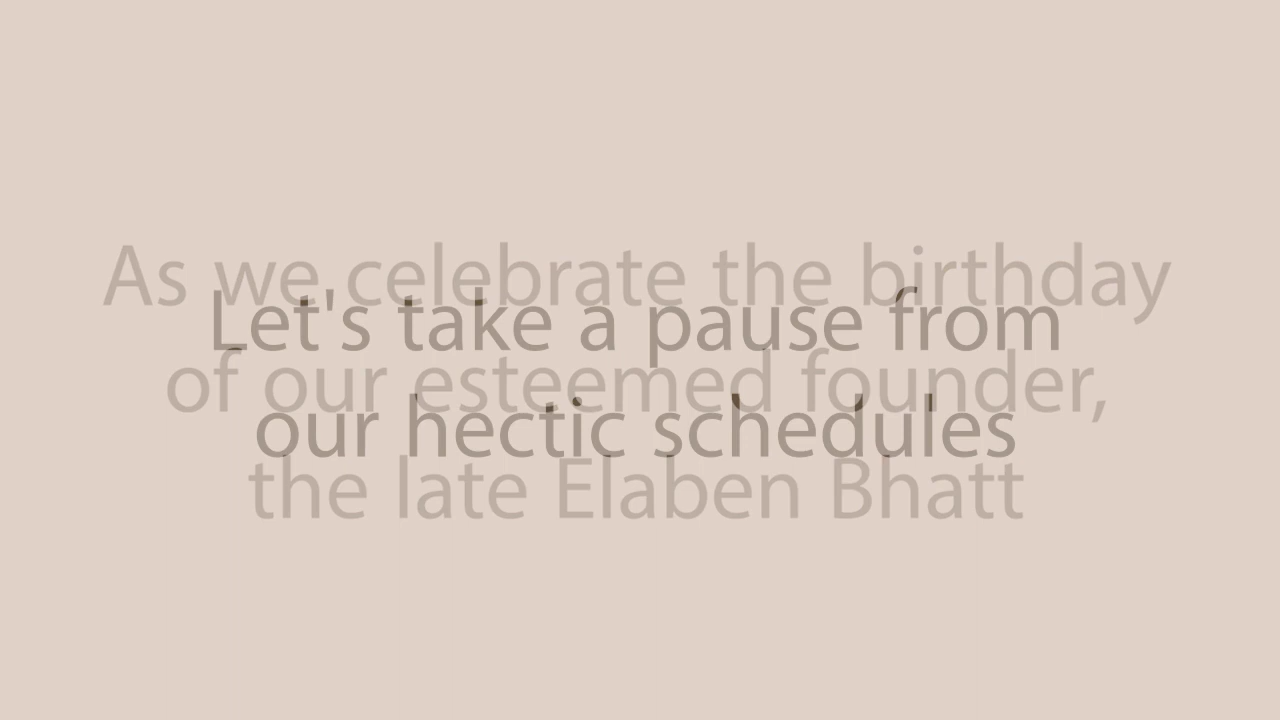 As we celebrate the birthday
Let's take a pause from
of our esteemed founder,
our hectic schedules
the late Elaben Bhatt